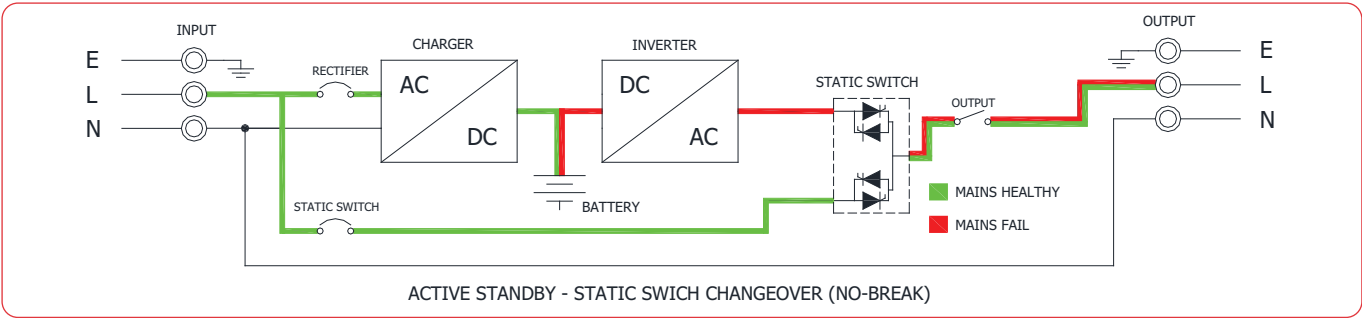 INPUT
OUTPUT
E
L
N
RECTIFIER
CHARGER
AC
DC
INVERTER
DC
AC
BATTERY
STATIC SWITCH
STATIC SWITCH
OUTPUT
E
L
N
MAINS HEALTHY
MAINS FAIL
ACTIVE STANDBY - STATIC SWICH CHANGEOVER (NO-BREAK)